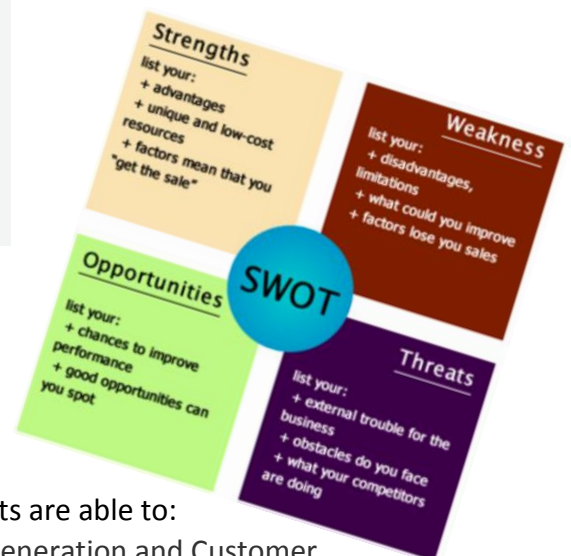 Strengths
list your:
+ advantages
+ unique and low-cost
resources
+ factors mean that you
"get the sale"
Weakness
list your:
+ disadvantages,
limitations
+ what could you improve
+ factors lose you sales
SWOT
Opportunities
list your:
+ chances to improve
performance
+ good opportunities can
you spot
Threats
list your:
+ external trouble for the
business
+ obstacles do you face
+ what your competitors
are doing
ts are able to:
eneration and Customer